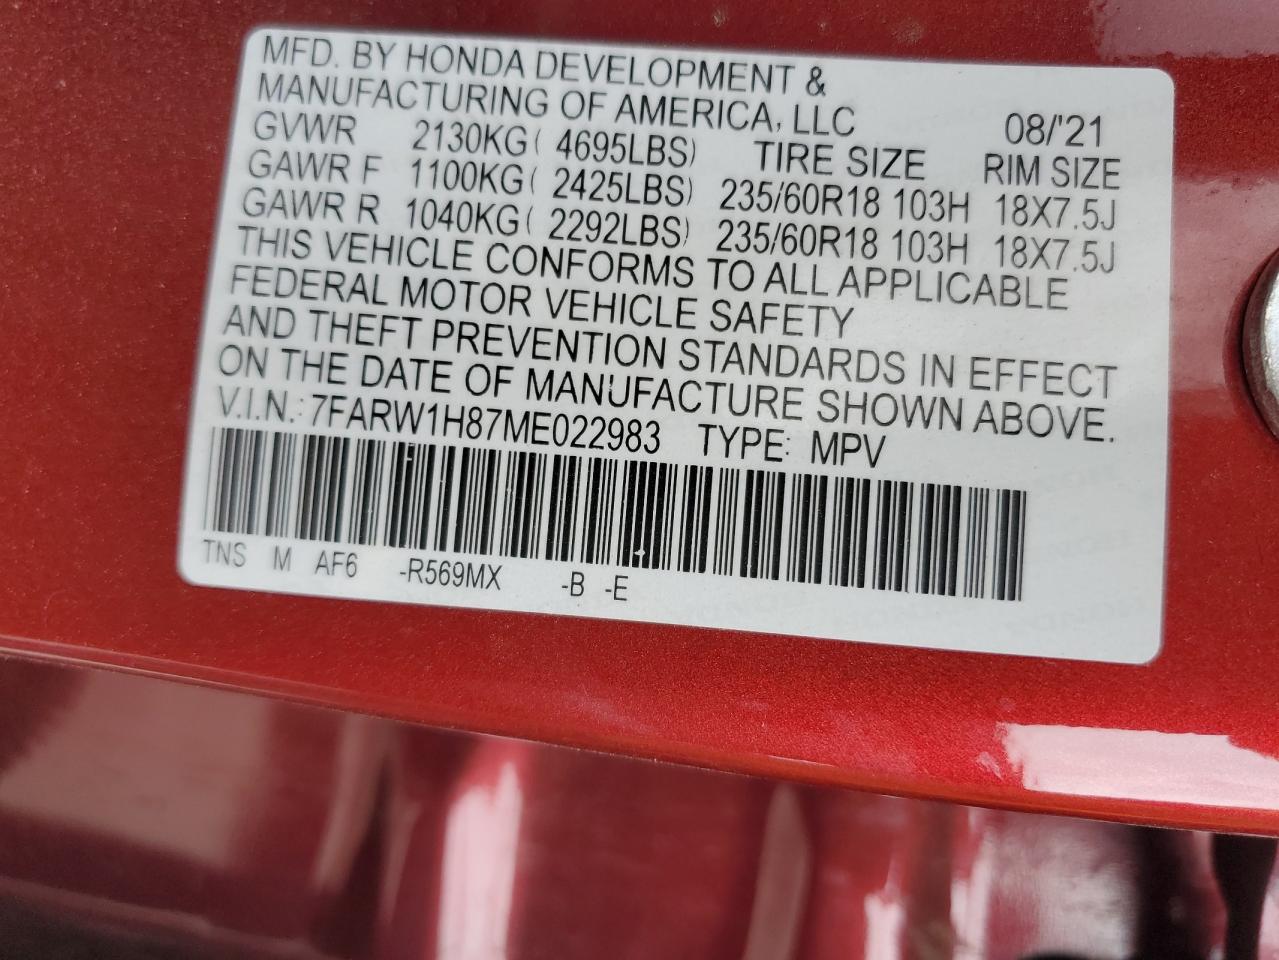 MFD. BY HONDA DEVELOPMENT &
MANUFACTURING OF AMERICA, LLC 08/'21
GVWR 2130KG( 4695LBS) TIRE SIZE RIM SIZE
GAWR F 1100KG( 2425LBS) 235/60R18 103H 18X7.5J
GAWR R 1040KG( 2292LBS) 235/60R18 103H 18X7.5J
THIS VEHICLE CONFORMS TO ALL APPLICABLE
FEDERAL MOTOR VEHICLE SAFETY
AND THEFT PREVENTION STANDARDS IN EFFECT
ON THE DATE OF MANUFACTURE SHOWN ABOVE.
V.I.N.: 7FARW1H87ME022983 TYPE: MPV
TNS M AF6 -R569MX -B -E